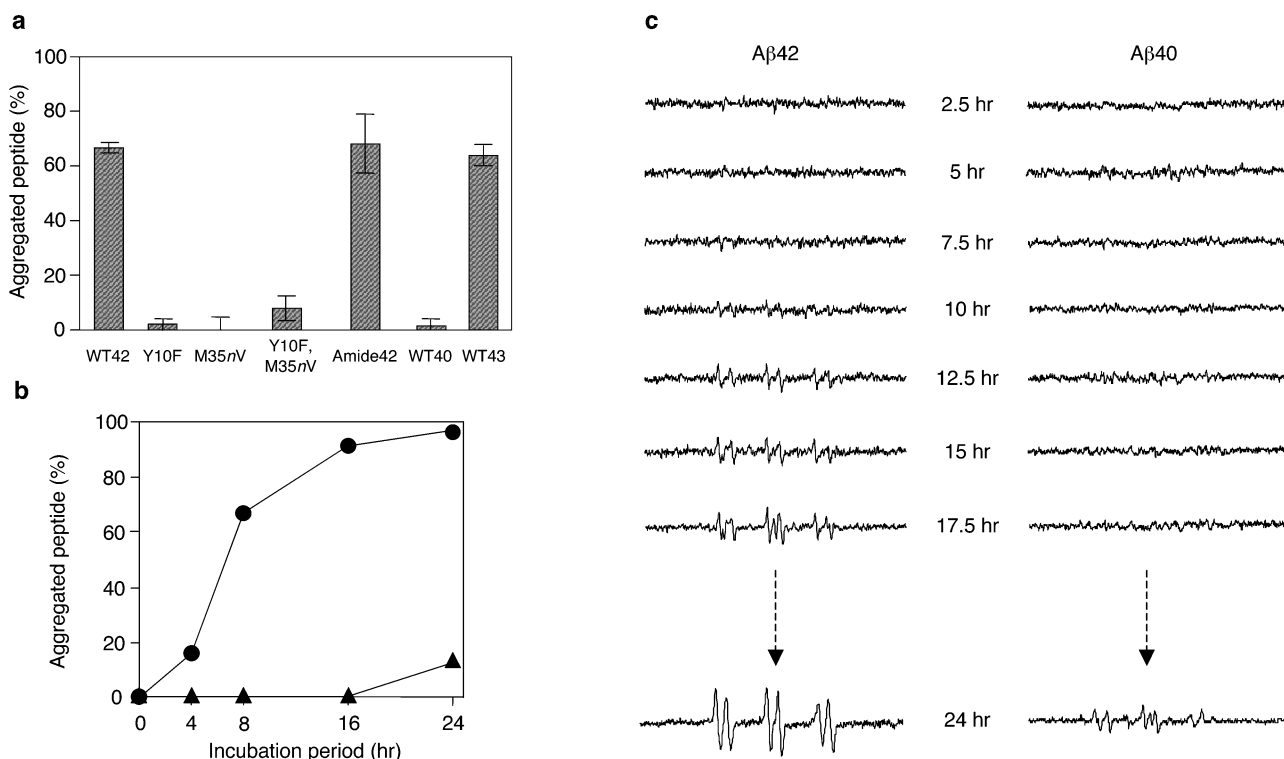 a
Aggregated peptide (%)
100
80
60
40
20
0
WT42 Y10F M35nV Y10F, M35nV Amide42 WT40 WT43
b
Aggregated peptide (%)
100
80
60
40
20
0
0 4 8 16 24
Incubation period (hr)
c
Aβ42 Aβ40
2.5 hr
5 hr
7.5 hr
10 hr
12.5 hr
15 hr
17.5 hr
24 hr